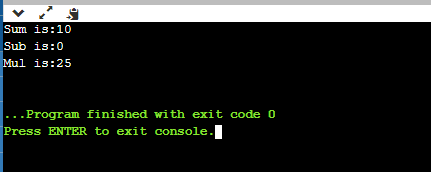 Sum is:10
Sub is:0
Mul is:25
...Program finished with exit code 0
Press ENTER to exit console.